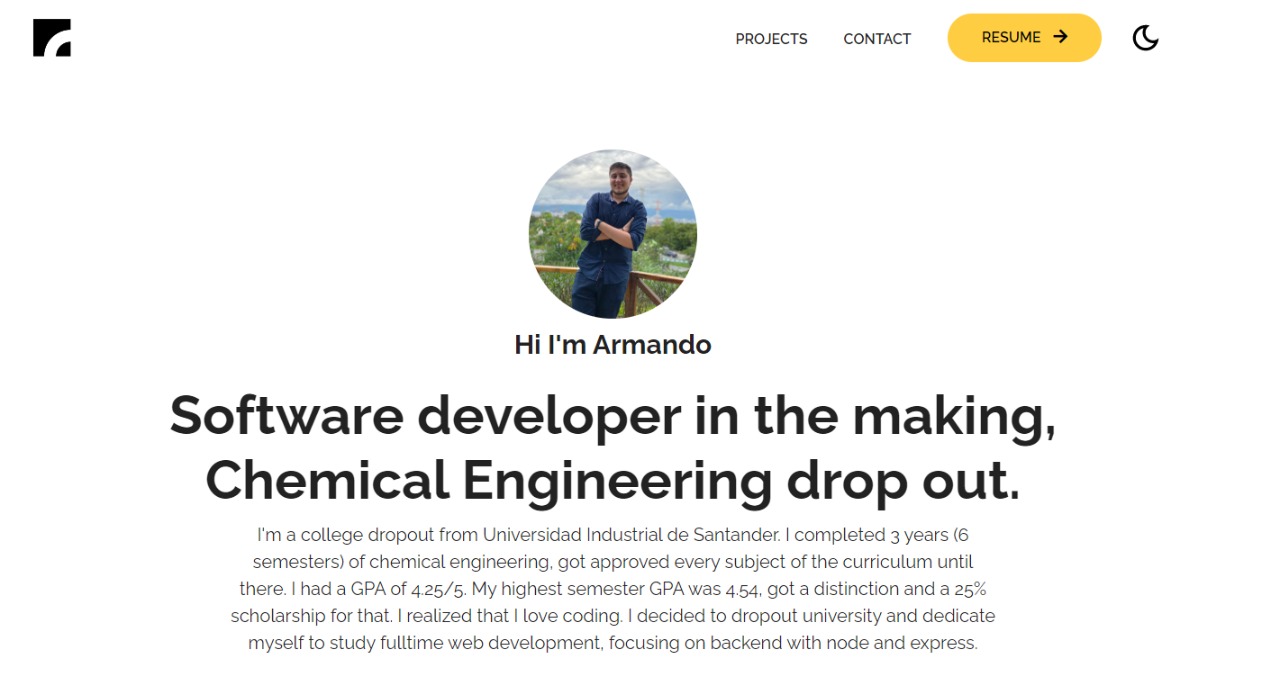 PROJECTS CONTACT RESUME
Hi I'm Armando
Software developer in the making,
Chemical Engineering drop out.
I'm a college dropout from Universidad Industrial de Santander. I completed 3 years (6
semesters) of chemical engineering, got approved every subject of the curriculum until
there. I had a GPA of 4.25/5. My highest semester GPA was 4.54, got a distinction and a 25%
scholarship for that. I realized that I love coding. I decided to dropout university and dedicate
myself to study fulltime web development, focusing on backend with node and express.